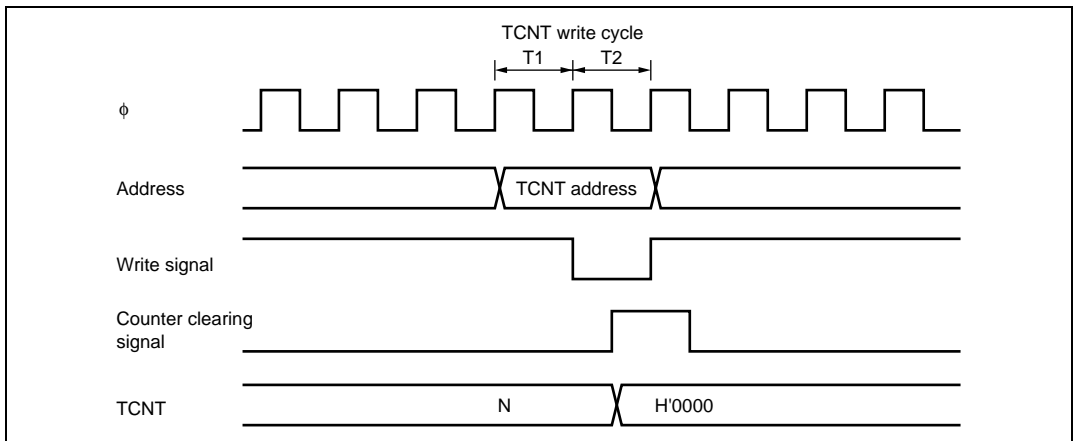 TCNT write cycle
T1 T2
ϕ
Address
TCNT address
Write signal
Counter clearing
signal
TCNT
N
H'0000